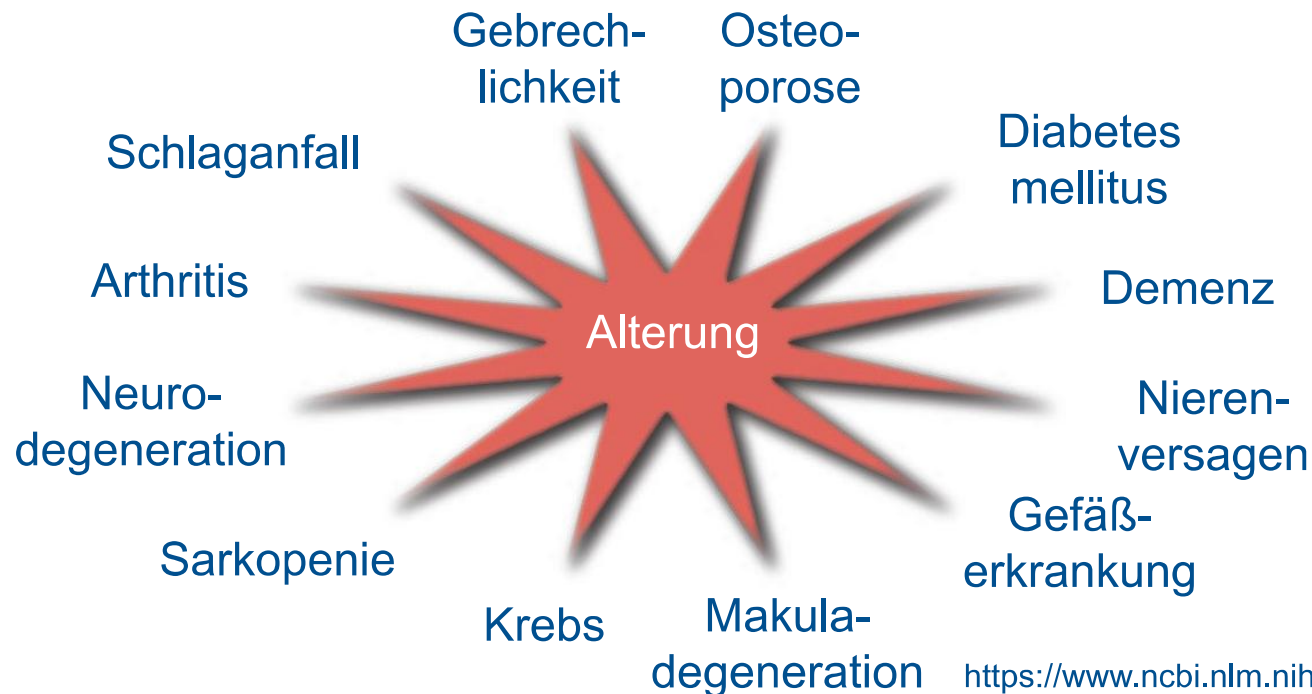 Gebrech-
lichkeit
Osteo-
porose
Schlaganfall
Diabetes
mellitus
Arthritis
Demenz
Alterung
Neuro-
degeneration
Nieren-
versagen
Sarkopenie
Gefäß-
erkrankung
Krebs
Makula-
degeneration
https://www.ncbi.nlm.nih